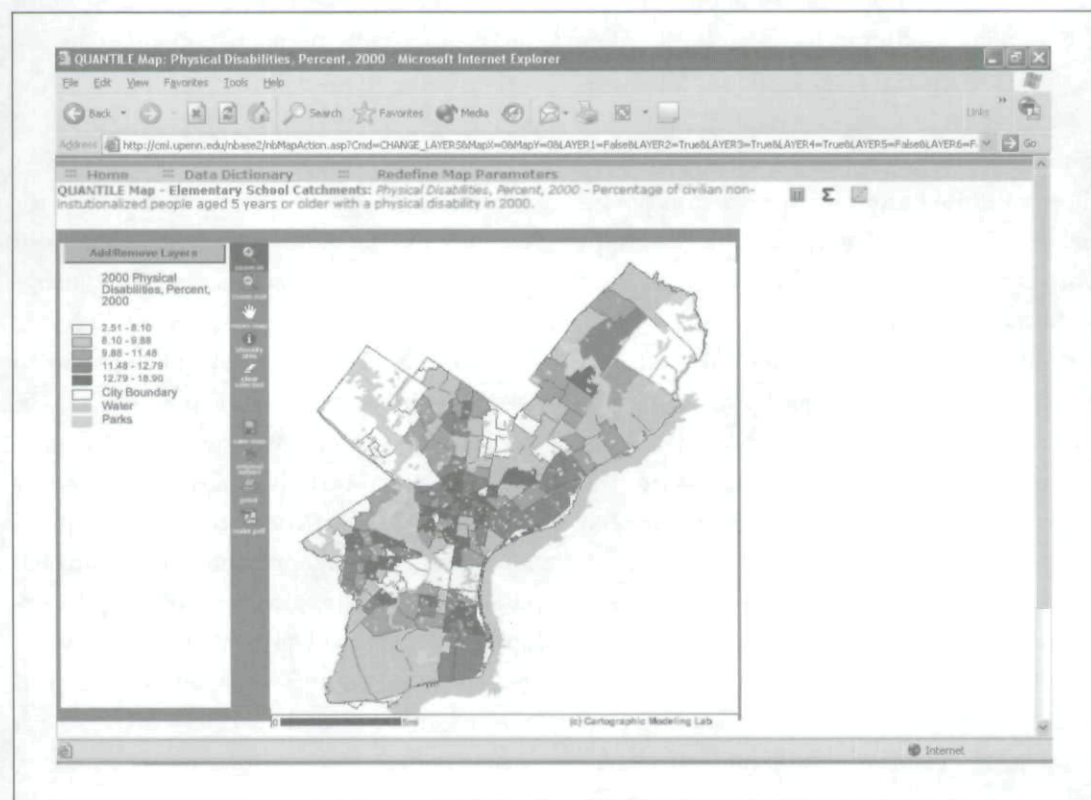 QUANTILE Map: Physical Disabilities, Percent, 2000 - Microsoft Internet Explorer
File Edit View Favorites Tools Help
Back Search Favorites Media Links »
Address http://cml.upenn.edu/nbase2/nbMapAction.asp?Cmd=CHANGE_LAYERS&MapX=0&MapY=0&LAYER1=False&LAYER2=True&LAYER3=True&LAYER4=True&LAYER5=False&LAYER6=F Go
Home Data Dictionary Redefine Map Parameters
QUANTILE Map - Elementary School Catchments: Physical Disabilities, Percent, 2000 - Percentage of civilian non-
instutionalized people aged 5 years or older with a physical disability in 2000.
Σ
Add/Remove Layers
2000 Physical
Disabilities, Percent,
2000
2.51 - 8.10
8.10 - 9.88
9.88 - 11.48
11.48 - 12.79
12.79 - 18.90
City Boundary
Water
Parks
0 5mi (c) Cartographic Modeling Lab
Internet